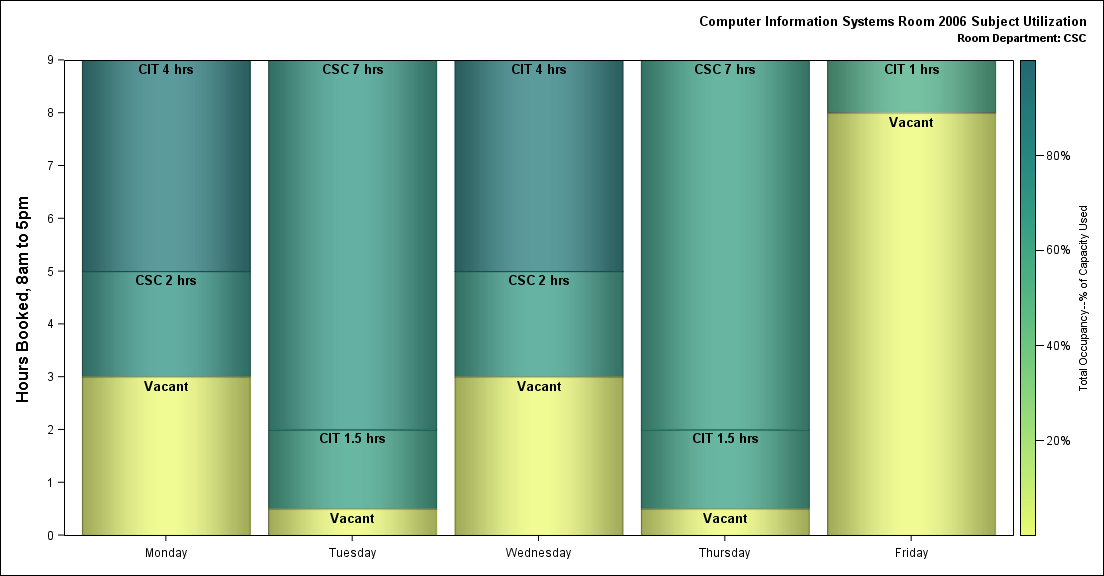 Computer Information Systems Room 2006 Subject Utilization
Room Department: CSC
Hours Booked, 8am to 5pm
9
8
7
6
5
4
3
2
1
0
CIT 4 hrs
CSC 2 hrs
Vacant
CSC 7 hrs
CIT 1.5 hrs
Vacant
CIT 4 hrs
CSC 2 hrs
Vacant
CSC 7 hrs
CIT 1.5 hrs
Vacant
CIT 1 hrs
Vacant
Monday
Tuesday
Wednesday
Thursday
Friday
80%
60%
40%
20%
Total Occupancy--% of Capacity Used